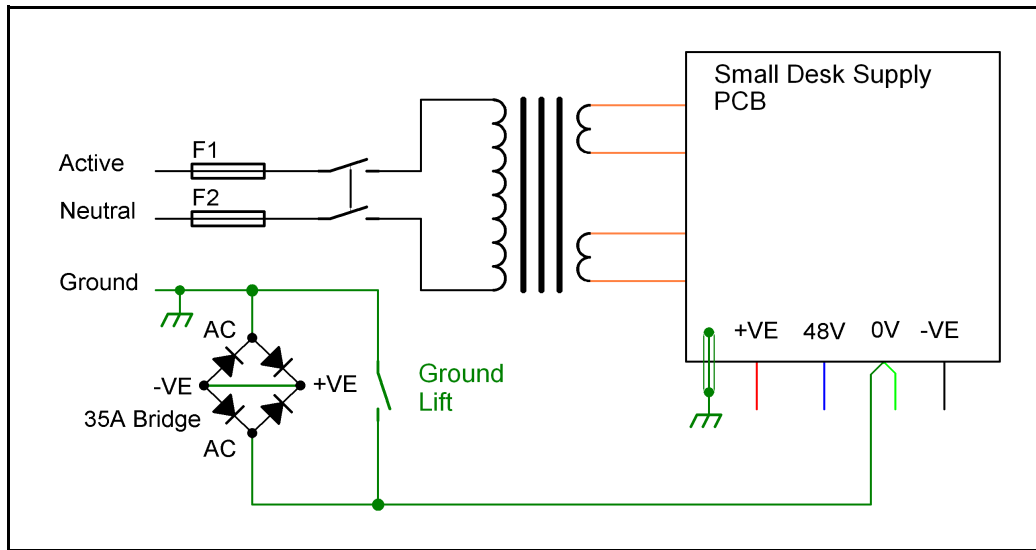 Small Desk Supply
PCB
F1
Active
F2
Neutral
Ground
AC
+VE 48V 0V -VE
-VE
+VE
Ground
Lift
35A Bridge
AC